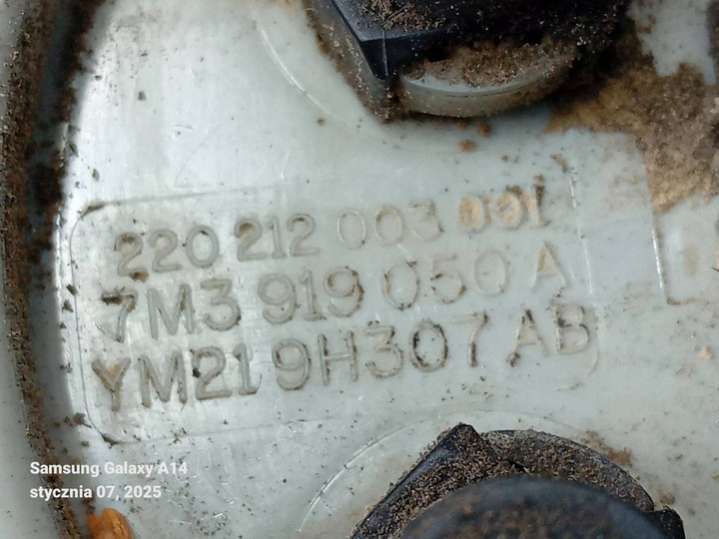 220 212 003 001
7M3 919 050 A
YM21 9H307 AB
Samsung Galaxy A14
stycznia 07, 2025